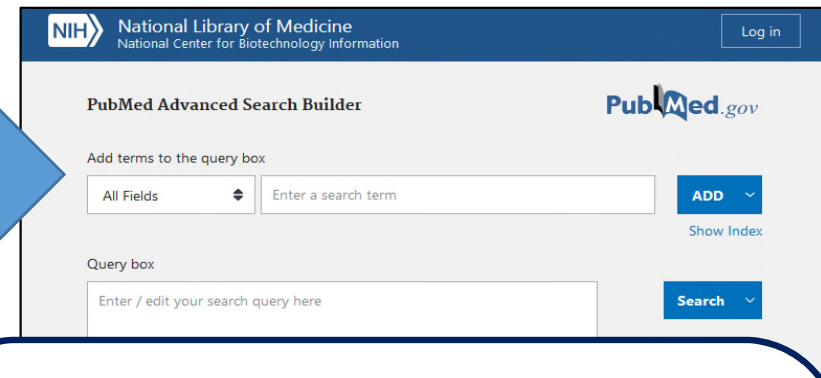 NIH National Library of Medicine
National Center for Biotechnology Information
Log in
PubMed Advanced Search Builder
PubMed.gov
Add terms to the query box
All Fields
Enter a search term
ADD
Show Index
Query box
Enter / edit your search query here
Search